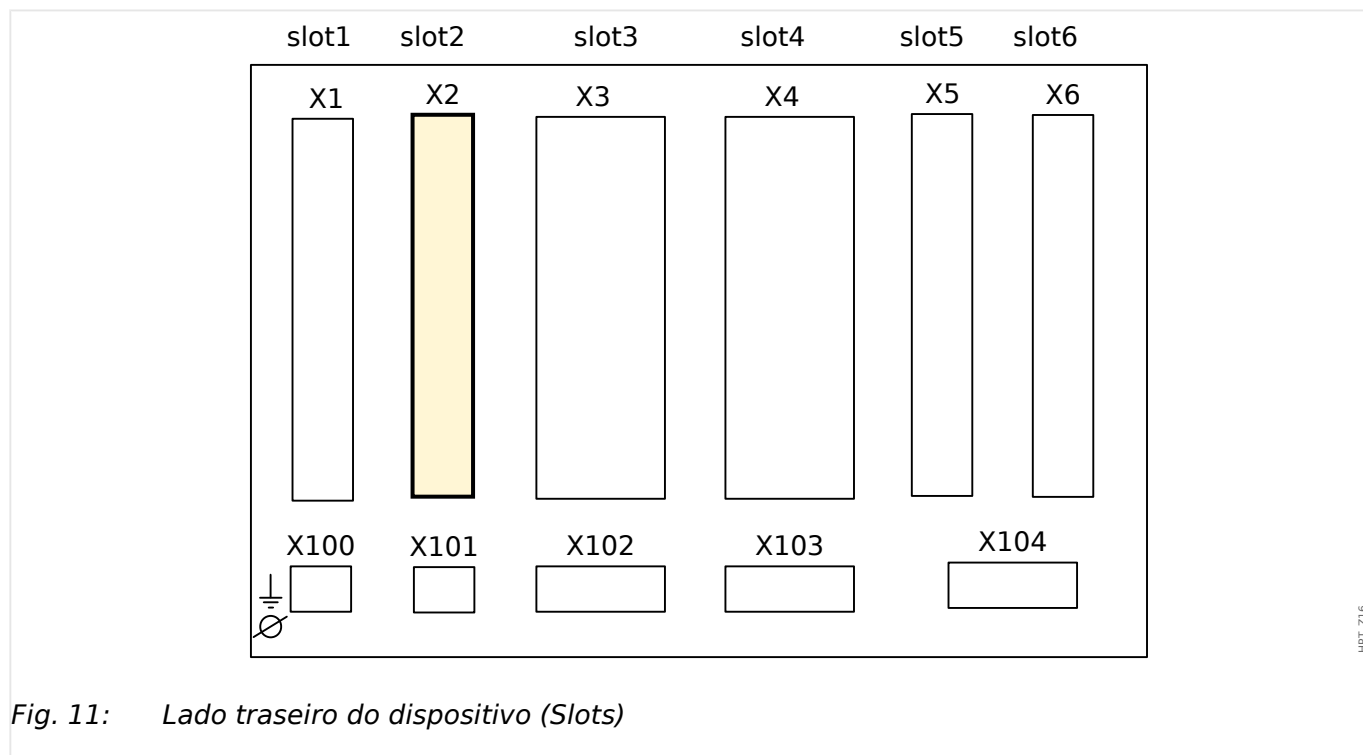 slot1 slot2 slot3 slot4 slot5 slot6
X1 X2 X3 X4 X5 X6
X100 X101 X102 X103 X104
Fig. 11: Lado traseiro do dispositivo (Slots)